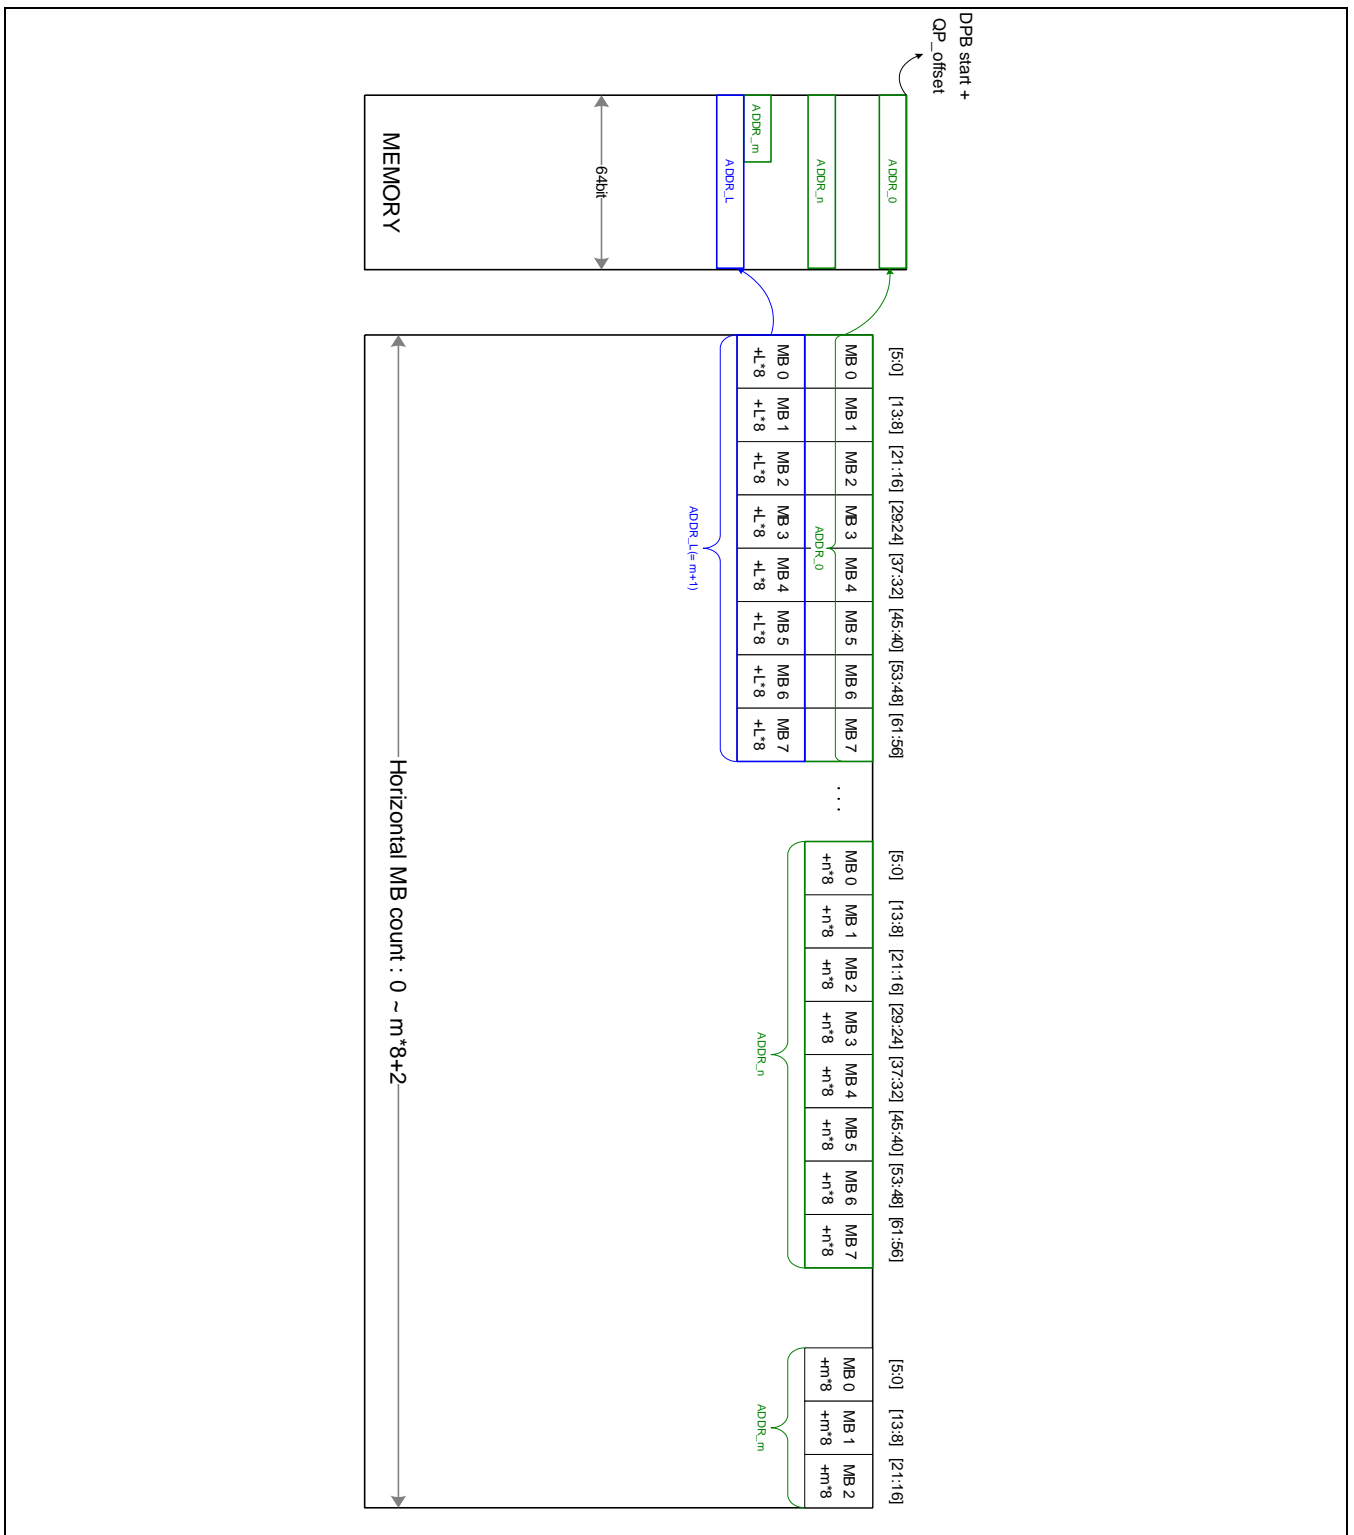 DPB start +
QP_offset
ADDR_0
ADDR_n
ADDR_m
ADDR_L
64bit
MEMORY
[5:0] [13:8] [21:16] [29:24] [37:32] [45:40] [53:48] [61:56]
MB 0 MB 1 MB 2 MB 3 MB 4 MB 5 MB 6 MB 7
ADDR_0
MB 0 MB 1 MB 2 MB 3 MB 4 MB 5 MB 6 MB 7
+L*8 +L*8 +L*8 +L*8 +L*8 +L*8 +L*8 +L*8
ADDR_L(= m+1)
. . .
[5:0] [13:8] [21:16] [29:24] [37:32] [45:40] [53:48] [61:56]
MB 0 MB 1 MB 2 MB 3 MB 4 MB 5 MB 6 MB 7
+n*8 +n*8 +n*8 +n*8 +n*8 +n*8 +n*8 +n*8
ADDR_n
[5:0] [13:8] [21:16]
MB 0 MB 1 MB 2
+m*8 +m*8 +m*8
ADDR_m
Horizontal MB count : 0 ~ m*8+2